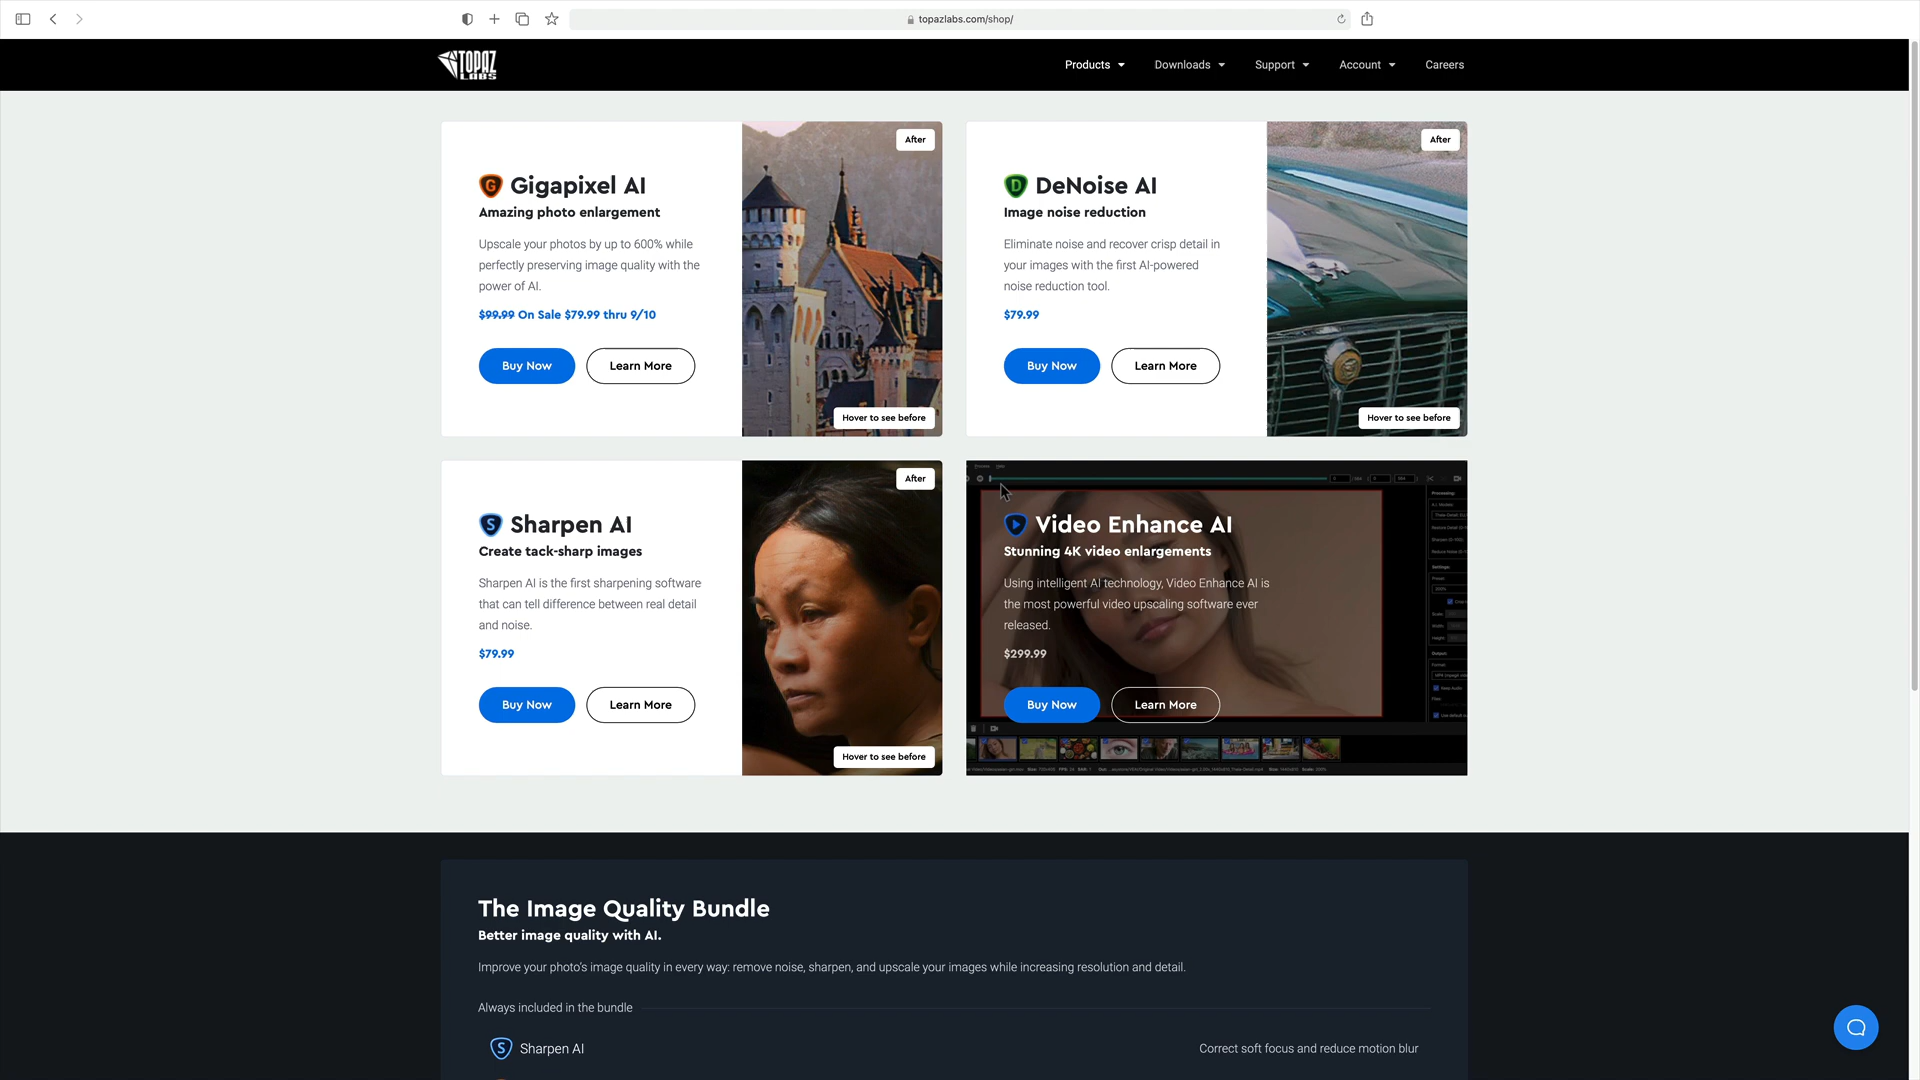 topazlabs.com/shop/
TOPAZ
LABS
Products
Downloads
Support
Account
Careers
Gigapixel AI
Amazing photo enlargement
Upscale your photos by up to 600% while
perfectly preserving image quality with the
power of AI.
$99.99 On Sale $79.99 thru 9/10
Buy Now
Learn More
After
Hover to see before
DeNoise AI
Image noise reduction
Eliminate noise and recover crisp detail in
your images with the first AI-powered
noise reduction tool.
$79.99
Buy Now
Learn More
After
Hover to see before
Sharpen AI
Create tack-sharp images
Sharpen AI is the first sharpening software
that can tell difference between real detail
and noise.
$79.99
Buy Now
Learn More
After
Hover to see before
Video Enhance AI
Stunning 4K video enlargements
Using intelligent AI technology, Video Enhance AI is
the most powerful video upscaling software ever
released.
$299.99
Buy Now
Learn More
The Image Quality Bundle
Better image quality with AI.
Improve your photo's image quality in every way: remove noise, sharpen, and upscale your images while increasing resolution and detail.
Always included in the bundle
Sharpen AI
Correct soft focus and reduce motion blur